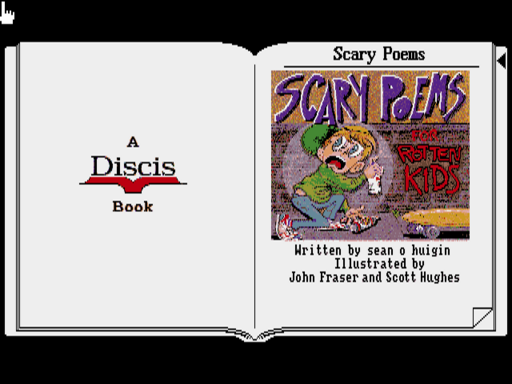 A
Discis
Book
Scary Poems
SCARY POEMS
FOR
ROTTEN
KIDS
Written by sean o huigin
Illustrated by
John Fraser and Scott Hughes